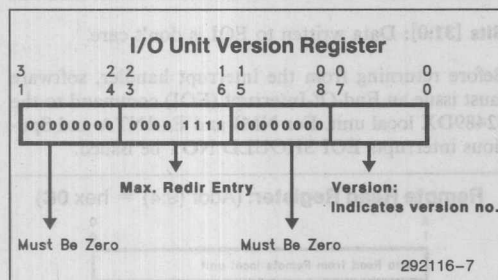 I/O Unit Version Register
3 2 2 1 1 0 0 0
1 4 3 6 5 8 7 0
00000000 0000 1111 00000000
Max. Redir Entry Version:
Indicates version no.
Must Be Zero Must Be Zero
292116-7